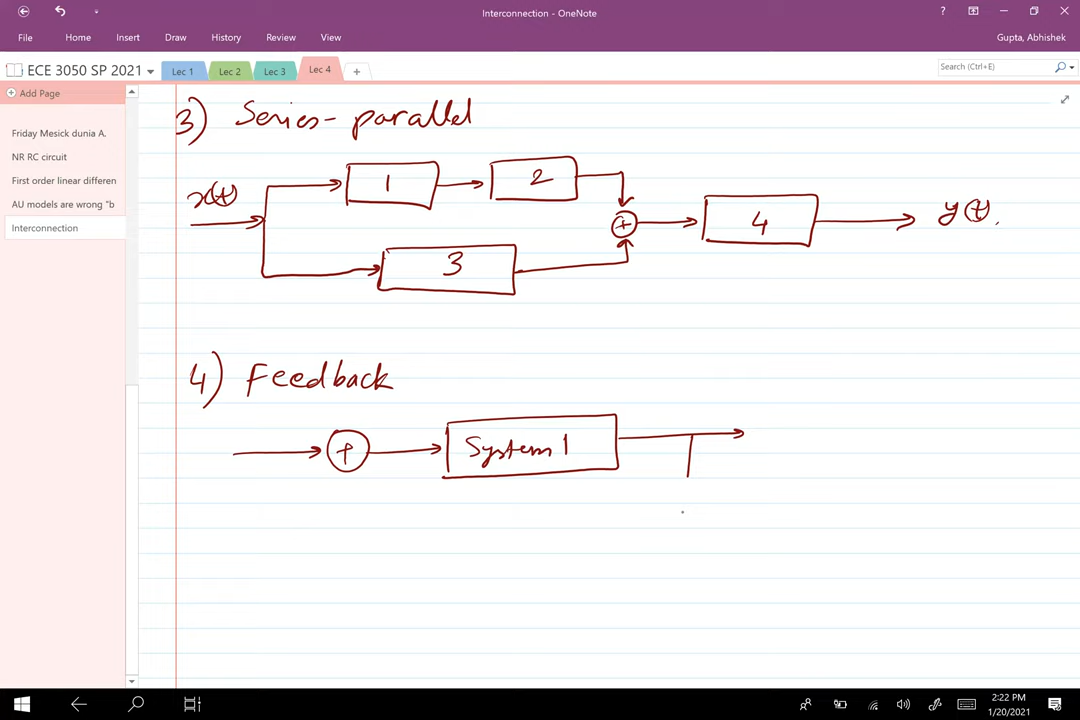 Interconnection - OneNote
?
File Home Insert Draw History Review View
Gupta, Abhishek
ECE 3050 SP 2021
Lec 1 Lec 2 Lec 3 Lec 4 +
Search (Ctrl+E)
+ Add Page
Friday Mesick dunia A.
NR RC circuit
First order linear differen
AU models are wrong "b
Interconnection
3) Series-parallel
x(t)
1
2
+
4
y(t)
3
4) Feedback
+
System 1
2:22 PM
1/20/2021